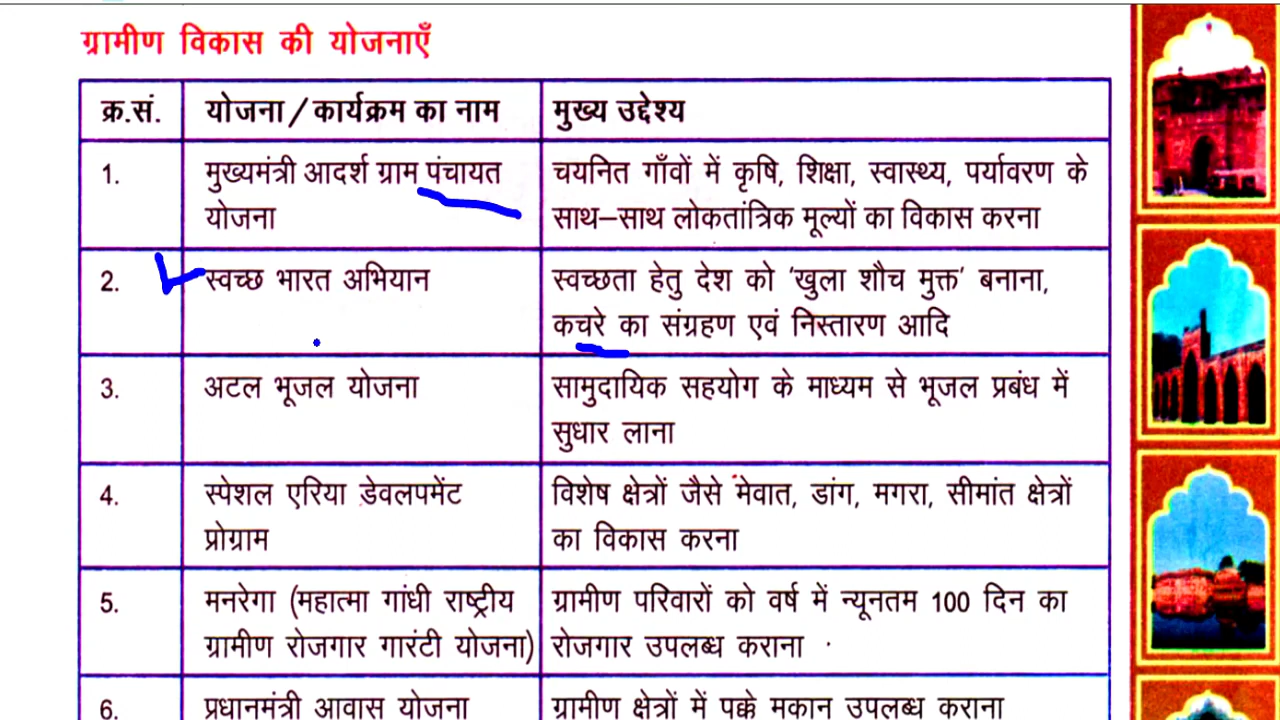 ग्रामीण विकास की योजनाएँ
क्र.सं. योजना / कार्यक्रम का नाम मुख्य उद्देश्य
1. मुख्यमंत्री आदर्श ग्राम पंचायत चयनित गाँवों में कृषि, शिक्षा, स्वास्थ्य, पर्यावरण के
योजना साथ–साथ लोकतांत्रिक मूल्यों का विकास करना
2. स्वच्छ भारत अभियान स्वच्छता हेतु देश को 'खुला शौच मुक्त' बनाना,
कचरे का संग्रहण एवं निस्तारण आदि
3. अटल भूजल योजना सामुदायिक सहयोग के माध्यम से भूजल प्रबंध में
सुधार लाना
4. स्पेशल एरिया डेवलपमेंट विशेष क्षेत्रों जैसे मेवात, डांग, मगरा, सीमांत क्षेत्रों
प्रोग्राम का विकास करना
5. मनरेगा (महात्मा गांधी राष्ट्रीय ग्रामीण परिवारों को वर्ष में न्यूनतम 100 दिन का
ग्रामीण रोजगार गारंटी योजना) रोजगार उपलब्ध कराना
6. प्रधानमंत्री आवास योजना ग्रामीण क्षेत्रों में पक्के मकान उपलब्ध कराना